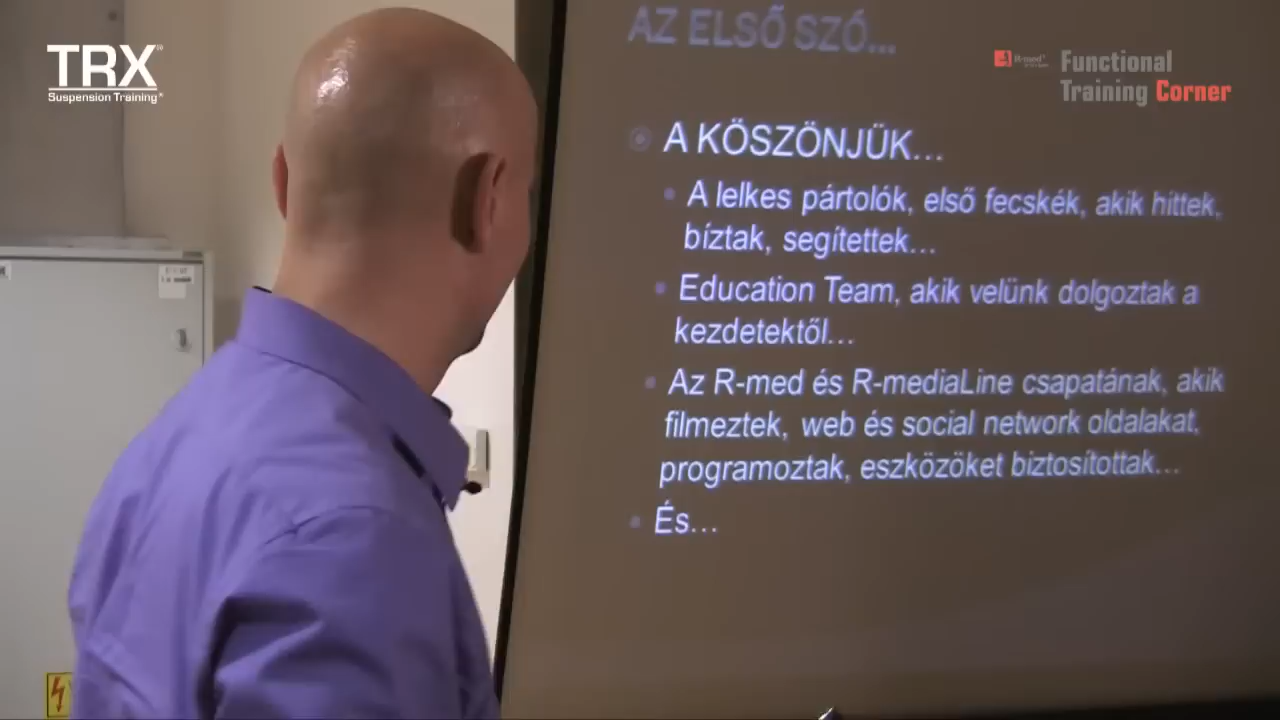 TRX
Suspension Training
AZ ELSŐ SZÓ...
R-med
Functional
Training Corner
A KÖSZÖNJÜK...
A lelkes pártolók, első fecskék, akik hittek,
bíztak, segítettek...
Education Team, akik velünk dolgoztak a
kezdetektől...
Az R-med és R-mediaLine csapatának, akik
filmeztek, web és social network oldalakat,
programoztak, eszközöket biztosítottak...
És...